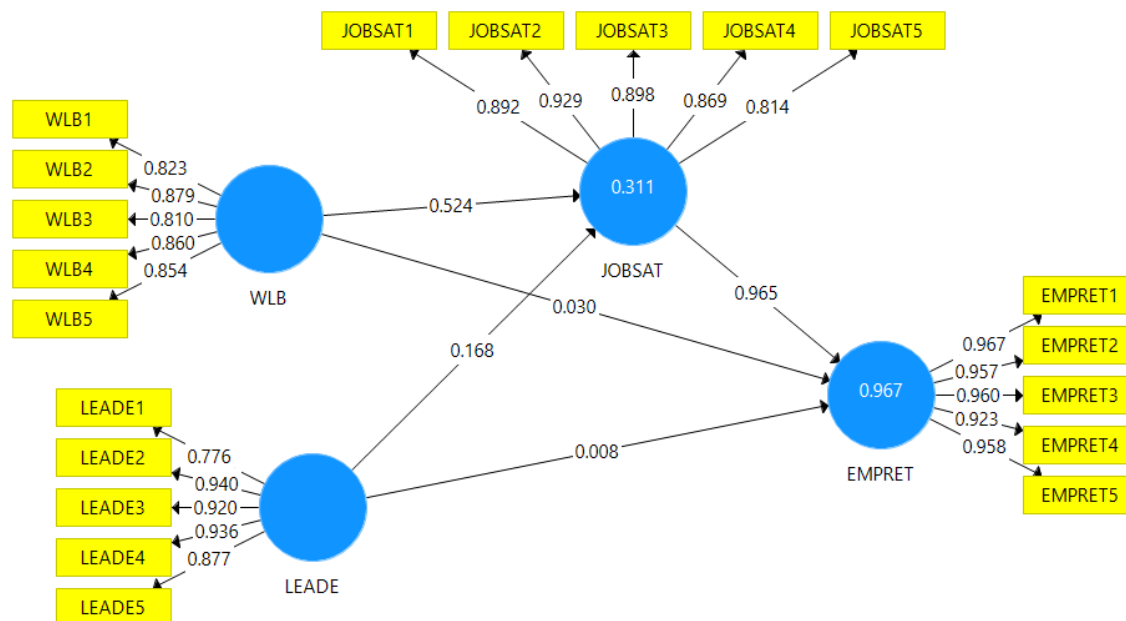 JOBSAT1 JOBSAT2 JOBSAT3 JOBSAT4 JOBSAT5
0.892 0.929 0.898 0.869 0.814
WLB1
WLB2
WLB3
WLB4
WLB5
0.823
0.879
0.810
0.860
0.854
WLB
0.524
0.311
JOBSAT
0.030
0.965
0.168
LEADE1
LEADE2
LEADE3
LEADE4
LEADE5
0.776
0.940
0.920
0.936
0.877
LEADE
0.008
0.967
EMPRET
0.967
0.957
0.960
0.923
0.958
EMPRET1
EMPRET2
EMPRET3
EMPRET4
EMPRET5